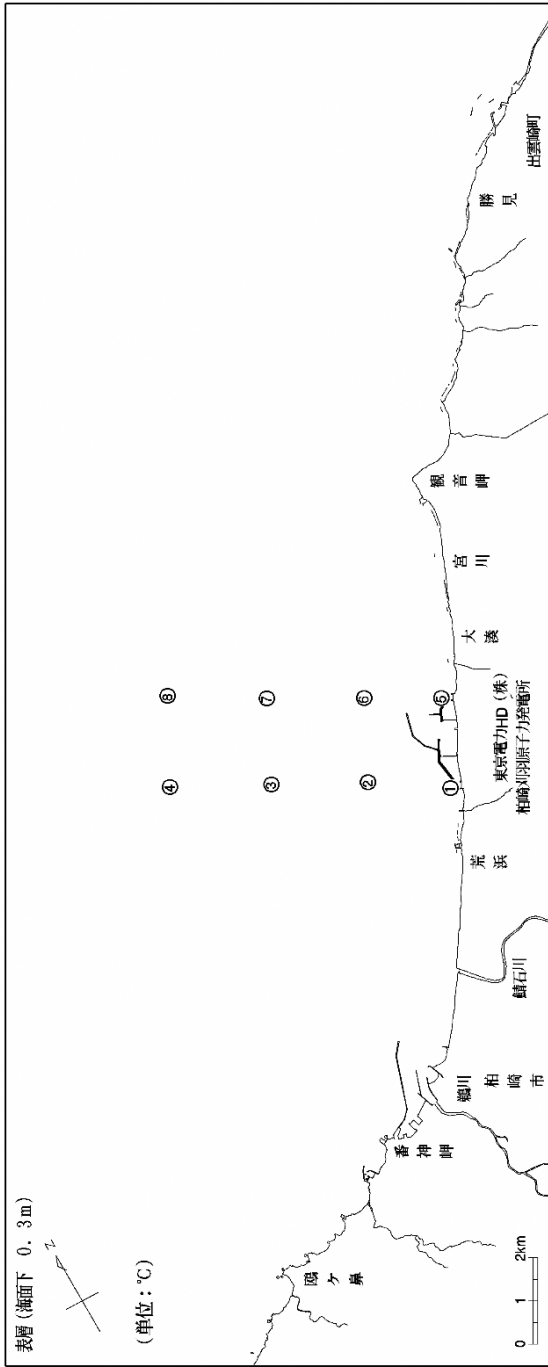 表層（海面下 0.3m）
N
（単位：℃）
④
⑧
③
⑦
②
⑥
①
⑤
鴎ケ鼻
番神岬
鵜川
柏崎市
鯖石川
荒浜
東京電力HD（株）
柏崎刈羽原子力発電所
大湊
宮川
観音岬
勝見
出雲崎町
0 1 2km